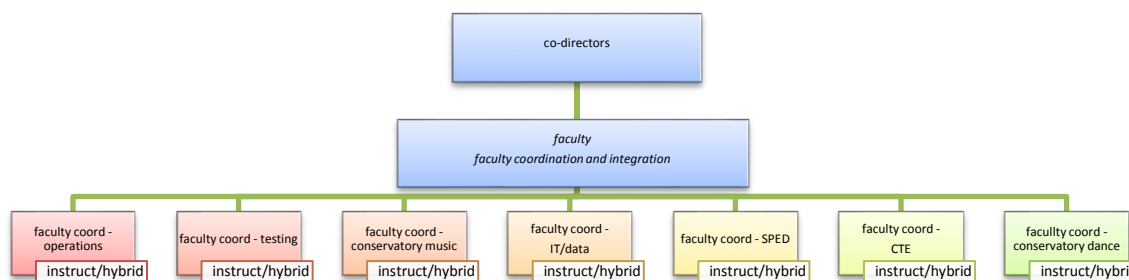 co-directors
faculty
faculty coordination and integration
faculty coord -
operations
instruct/hybrid
faculty coord - testing
instruct/hybrid
faculty coord -
conservatory music
instruct/hybrid
faculty coord -
IT/data
instruct/hybrid
faculty coord - SPED
instruct/hybrid
faculty coord -
CTE
instruct/hybrid
faculty coord -
conservatory dance
instruct/hybrid